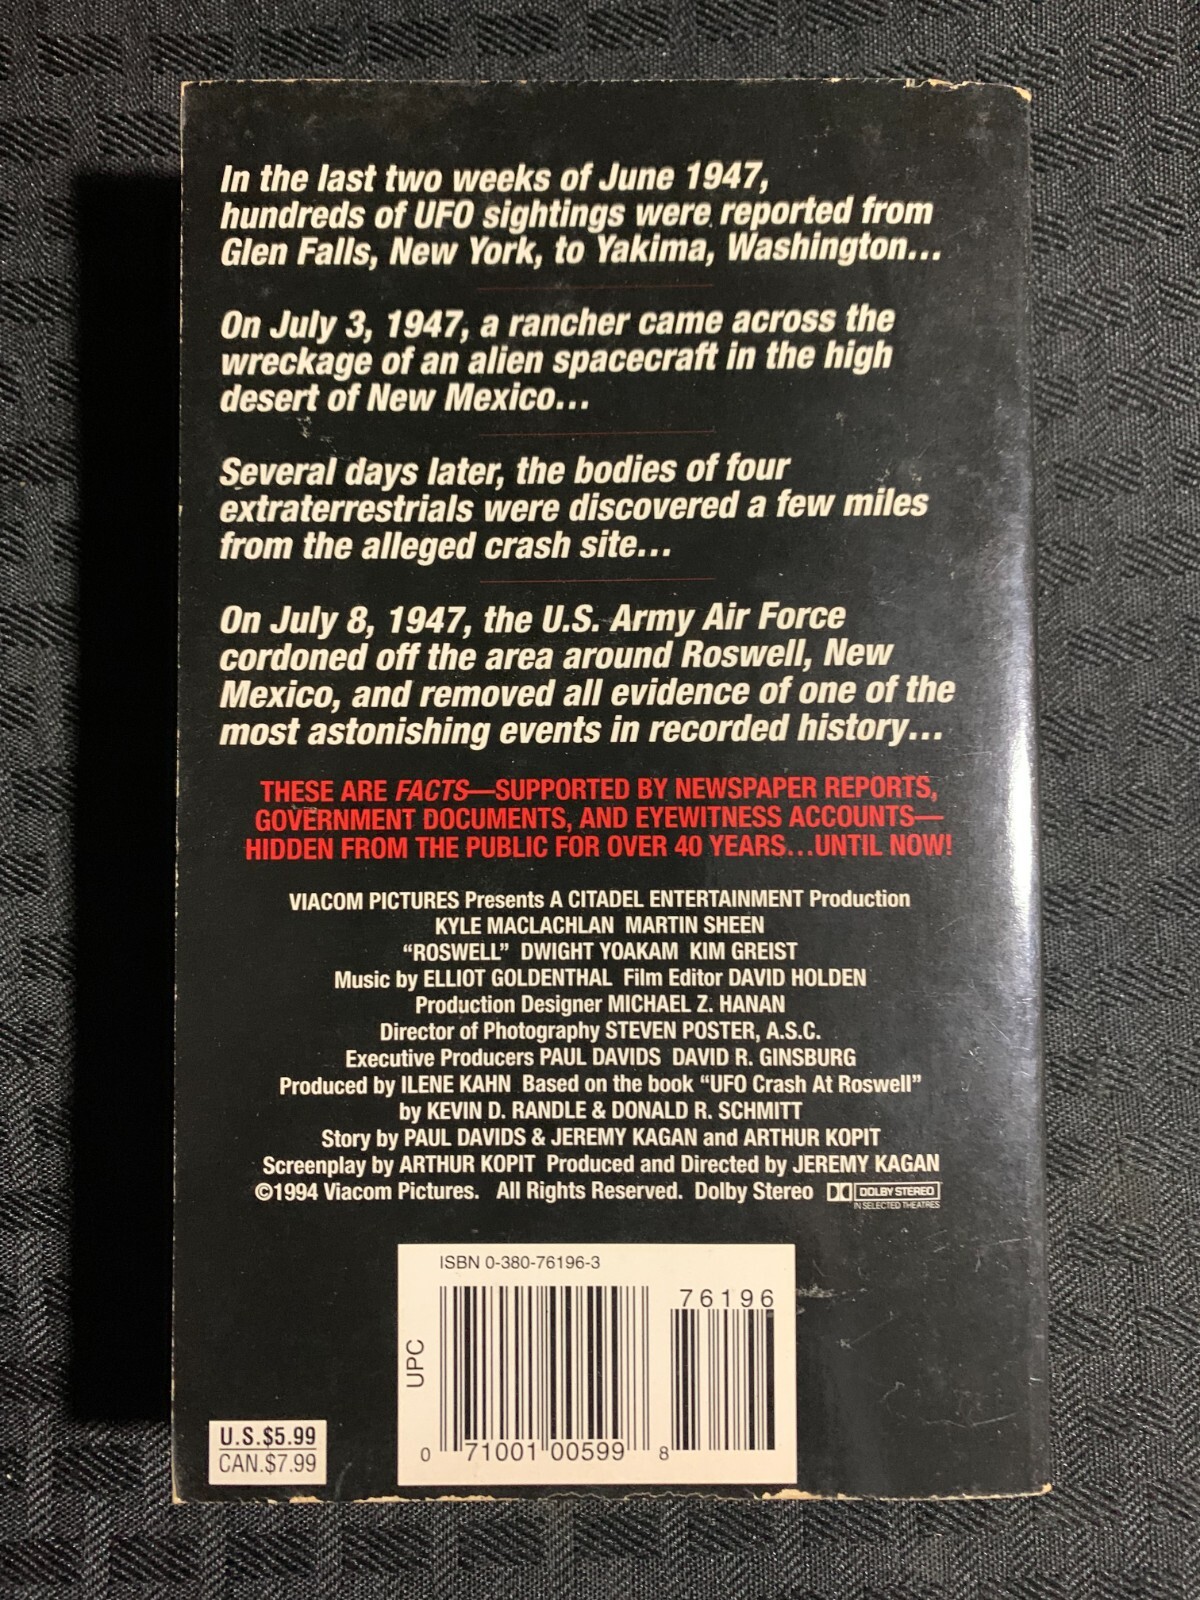 In the last two weeks of June 1947,
hundreds of UFO sightings were reported from
Glen Falls, New York, to Yakima, Washington...
On July 3, 1947, a rancher came across the
wreckage of an alien spacecraft in the high
desert of New Mexico...
Several days later, the bodies of four
extraterrestrials were discovered a few miles
from the alleged crash site...
On July 8, 1947, the U.S. Army Air Force
cordoned off the area around Roswell, New
Mexico, and removed all evidence of one of the
most astonishing events in recorded history...
THESE ARE FACTS—SUPPORTED BY NEWSPAPER REPORTS,
GOVERNMENT DOCUMENTS, AND EYEWITNESS ACCOUNTS—
HIDDEN FROM THE PUBLIC FOR OVER 40 YEARS...UNTIL NOW!
VIACOM PICTURES Presents A CITADEL ENTERTAINMENT Production
KYLE MACLACHLAN MARTIN SHEEN
“ROSWELL” DWIGHT YOAKAM KIM GREIST
Music by ELLIOT GOLDENTHAL Film Editor DAVID HOLDEN
Production Designer MICHAEL Z. HANAN
Director of Photography STEVEN POSTER, A.S.C.
Executive Producers PAUL DAVIDS DAVID R. GINSBURG
Produced by ILENE KAHN Based on the book “UFO Crash At Roswell”
by KEVIN D. RANDLE & DONALD R. SCHMITT
Story by PAUL DAVIDS & JEREMY KAGAN and ARTHUR KOPIT
Screenplay by ARTHUR KOPIT Produced and Directed by JEREMY KAGAN
©1994 Viacom Pictures. All Rights Reserved. Dolby Stereo DOLBY STEREO
IN SELECTED THEATRES
ISBN 0-380-76196-3
76196
UPC
0 71001 00599 8
U.S.$5.99
CAN.$7.99